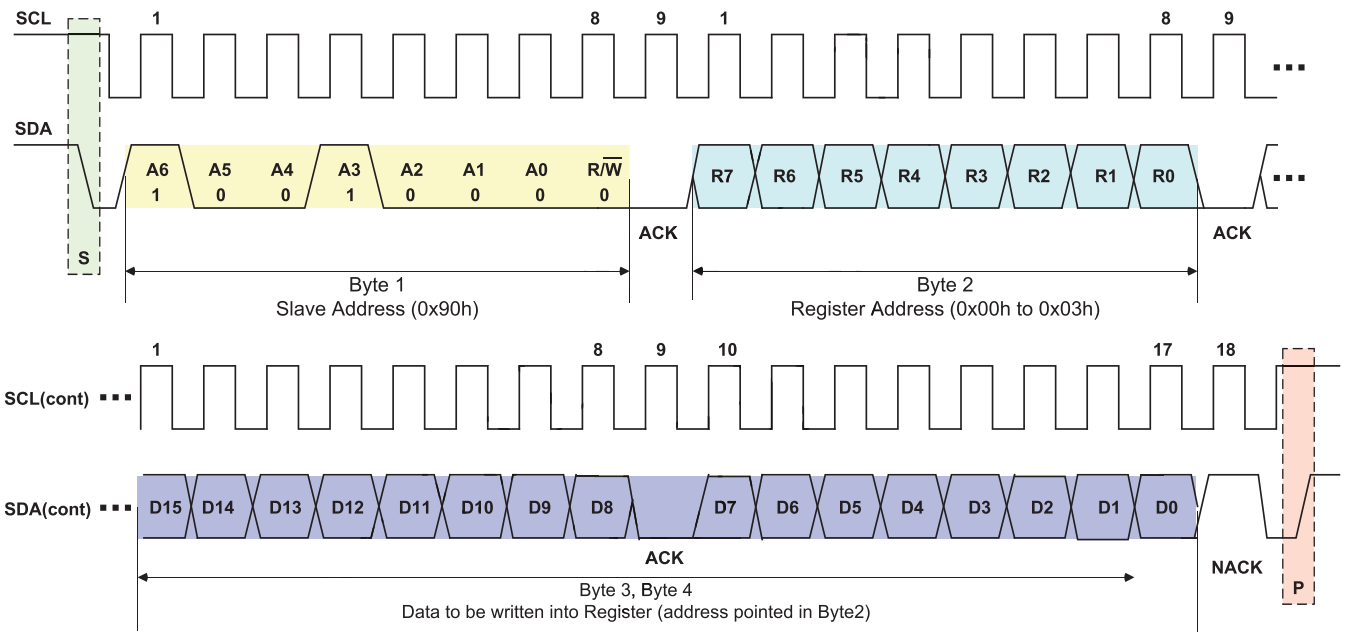 SCL
1 8 9 1 8 9
SDA
A6 A5 A4 A3 A2 A1 A0 R/W̅ R7 R6 R5 R4 R3 R2 R1 R0
1 0 0 1 0 0 0 0
ACK ACK
S
Byte 1 Byte 2
Slave Address (0x90h) Register Address (0x00h to 0x03h)
1 8 9 10 17 18
SCL(cont)
SDA(cont) D15 D14 D13 D12 D11 D10 D9 D8 D7 D6 D5 D4 D3 D2 D1 D0
ACK NACK
P
Byte 3, Byte 4
Data to be written into Register (address pointed in Byte2)